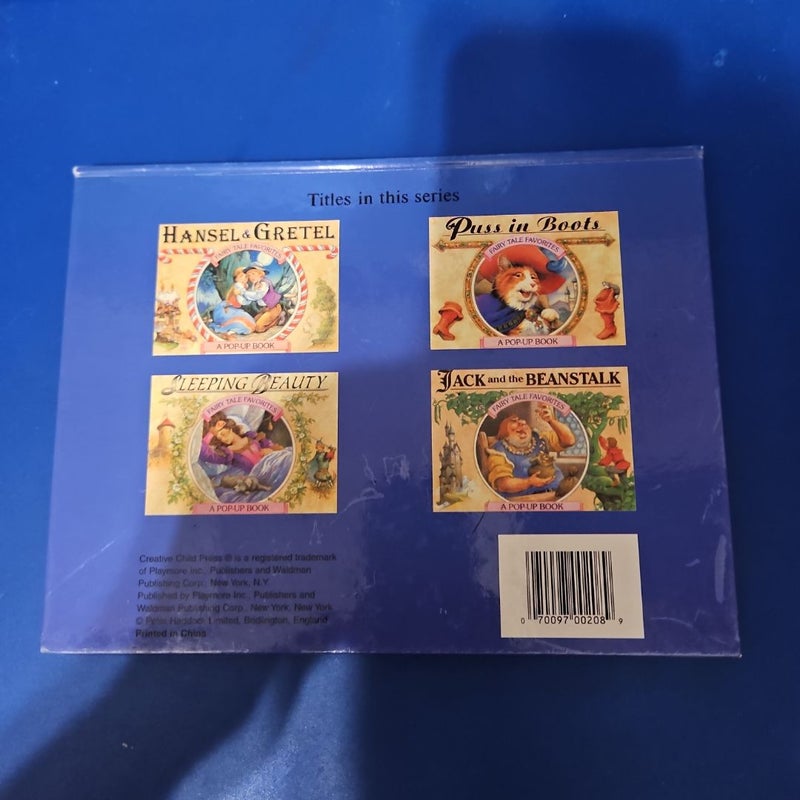 Titles in this series
HANSEL & GRETEL
FAIRY TALE FAVORITES
A POP-UP BOOK
Puss in Boots
FAIRY TALE FAVORITES
A POP-UP BOOK
SLEEPING BEAUTY
FAIRY TALE FAVORITES
A POP-UP BOOK
JACK and the BEANSTALK
FAIRY TALE FAVORITES
A POP-UP BOOK
Creative Child Press ® is a registered trademark
of Playmore Inc., Publishers and Waldman
Publishing Corp., New York, N.Y.
Published by Playmore Inc., Publishers and
Waldman Publishing Corp., New York, New York
© Peter Haddock Limited, Bridlington, England
Printed in China
0 70097 00208 9